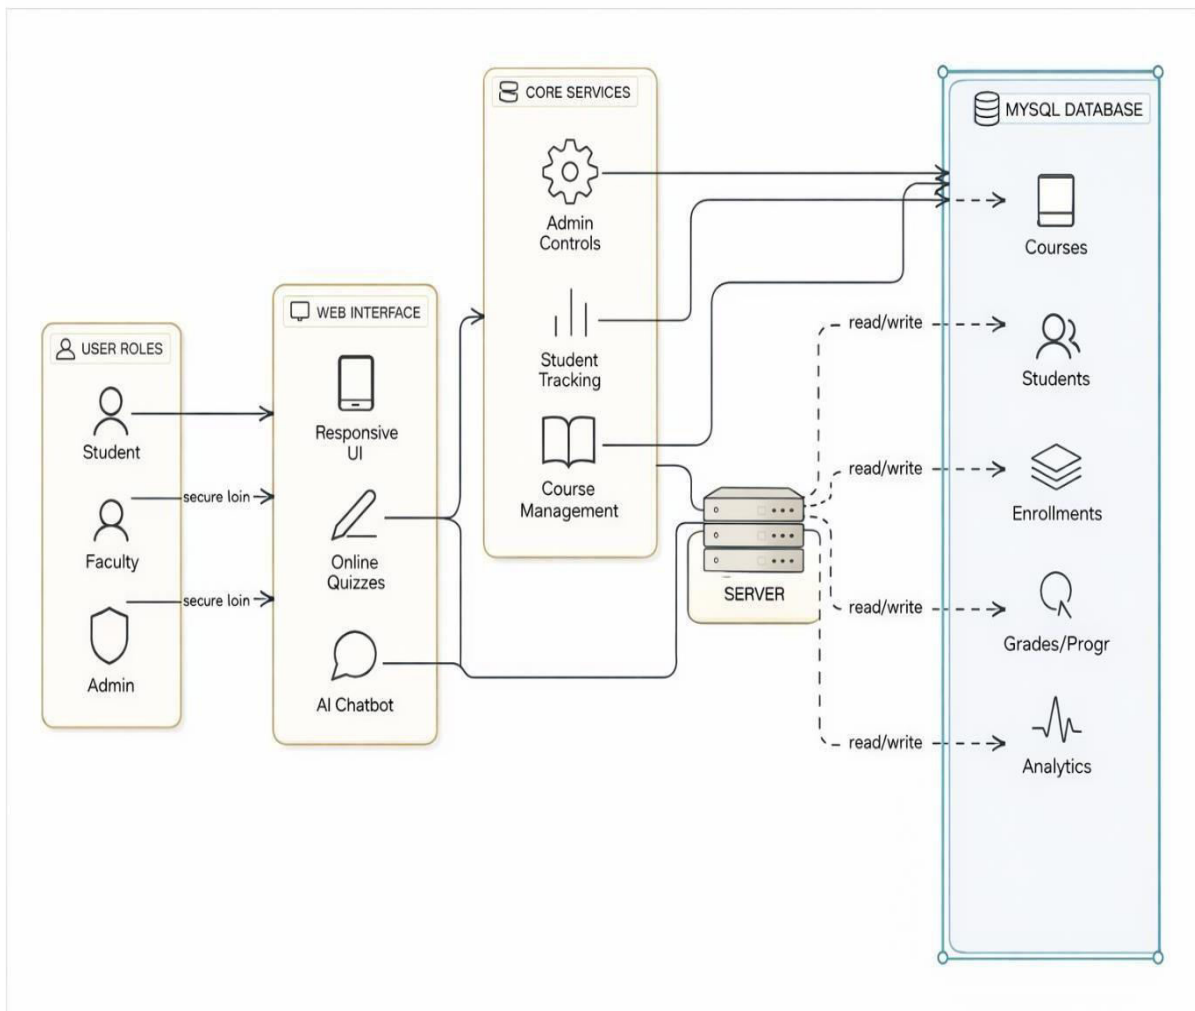 USER ROLES
Student
secure loin
Faculty
secure loin
Admin
WEB INTERFACE
Responsive
UI
Online
Quizzes
AI Chatbot
CORE SERVICES
Admin
Controls
Student
Tracking
Course
Management
SERVER
read/write
read/write
read/write
read/write
MYSQL DATABASE
Courses
Students
Enrollments
Grades/Progr
Analytics